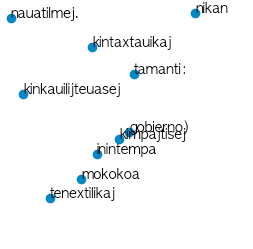 nikan
nauatilmej.
kintaxtauikaj
tamanti:
kinkauilijteuasej
gobierno)
kimpajtisej
inintempa
mokokoa
tenextilikaj